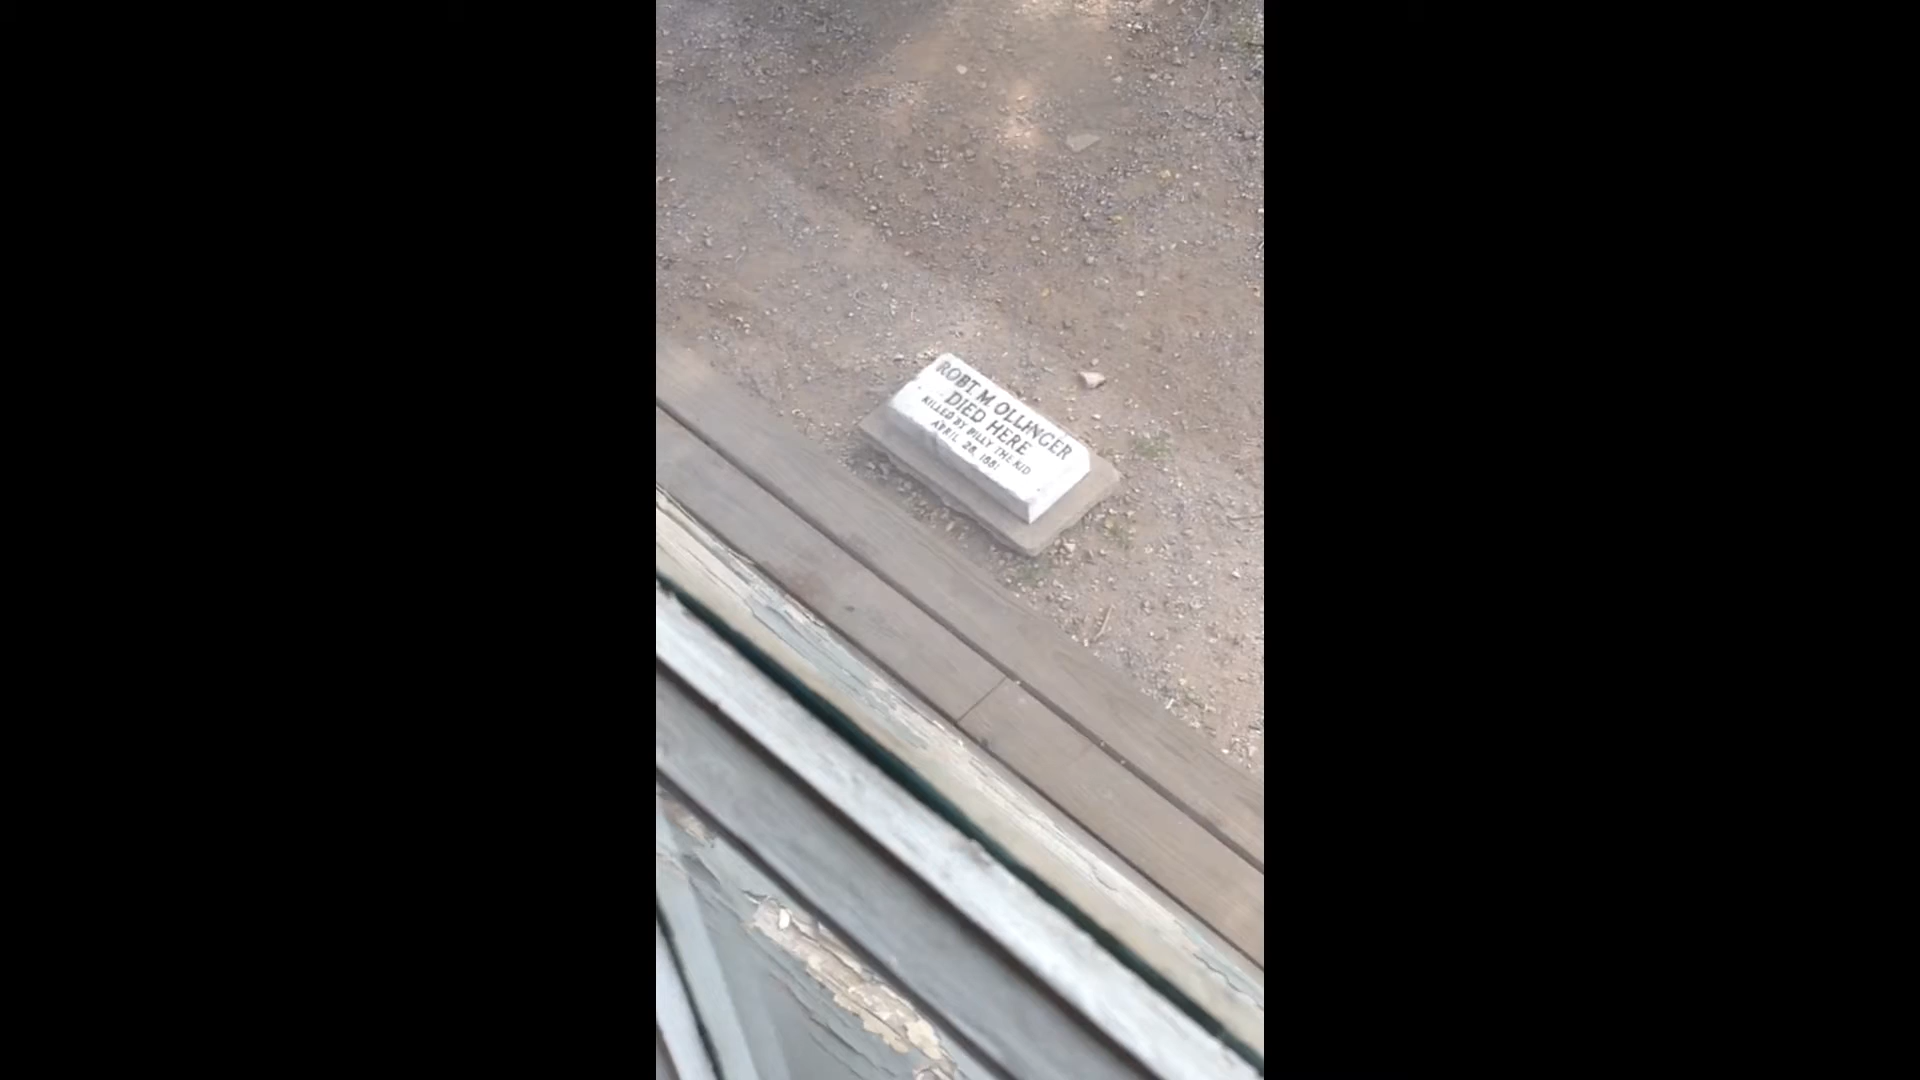 ROBT. M. OLLINGER
DIED HERE
KILLED BY BILLY THE KID
APRIL 28, 1881